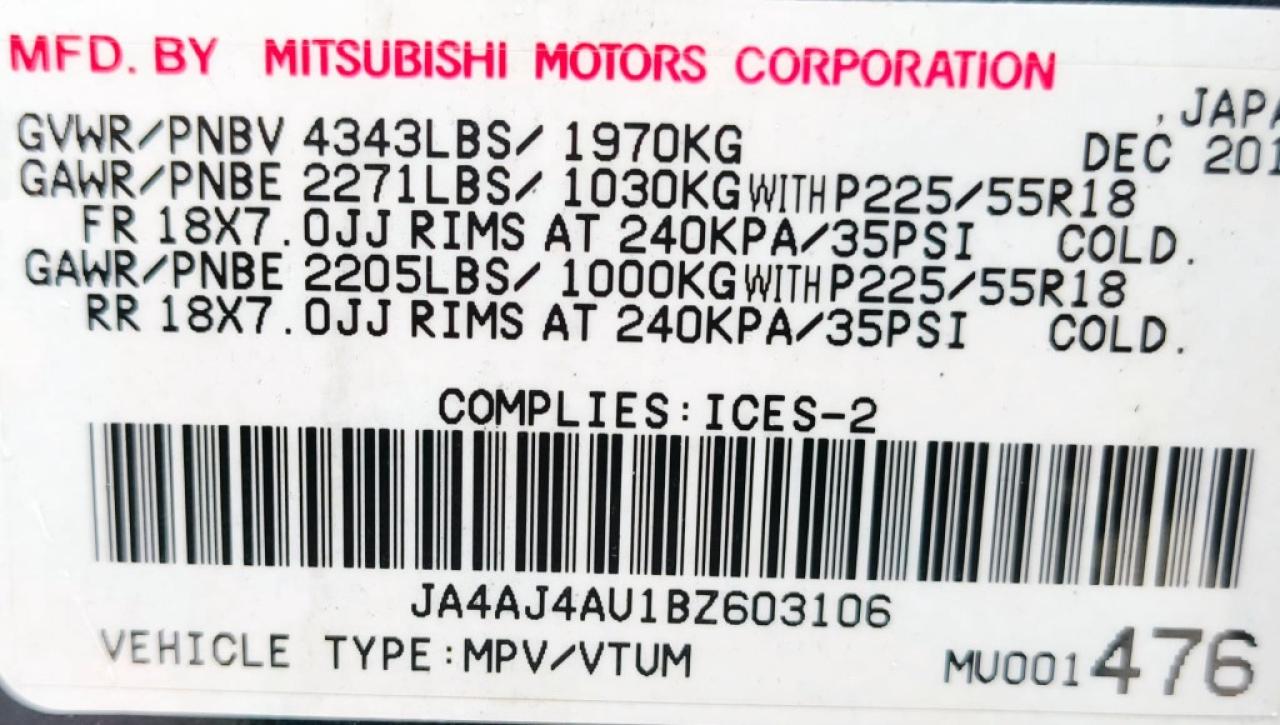 MFD. BY MITSUBISHI MOTORS CORPORATION
, JAPA
GVWR/PNBV 4343LBS/ 1970KG DEC 201
GAWR/PNBE 2271LBS/ 1030KG WITH P225/55R18
FR 18X7.0JJ RIMS AT 240KPA/35PSI COLD.
GAWR/PNBE 2205LBS/ 1000KG WITH P225/55R18
RR 18X7.0JJ RIMS AT 240KPA/35PSI COLD.
COMPLIES:ICES-2
JA4AJ4AU1BZ603106
VEHICLE TYPE:MPV/VTUM MU001476